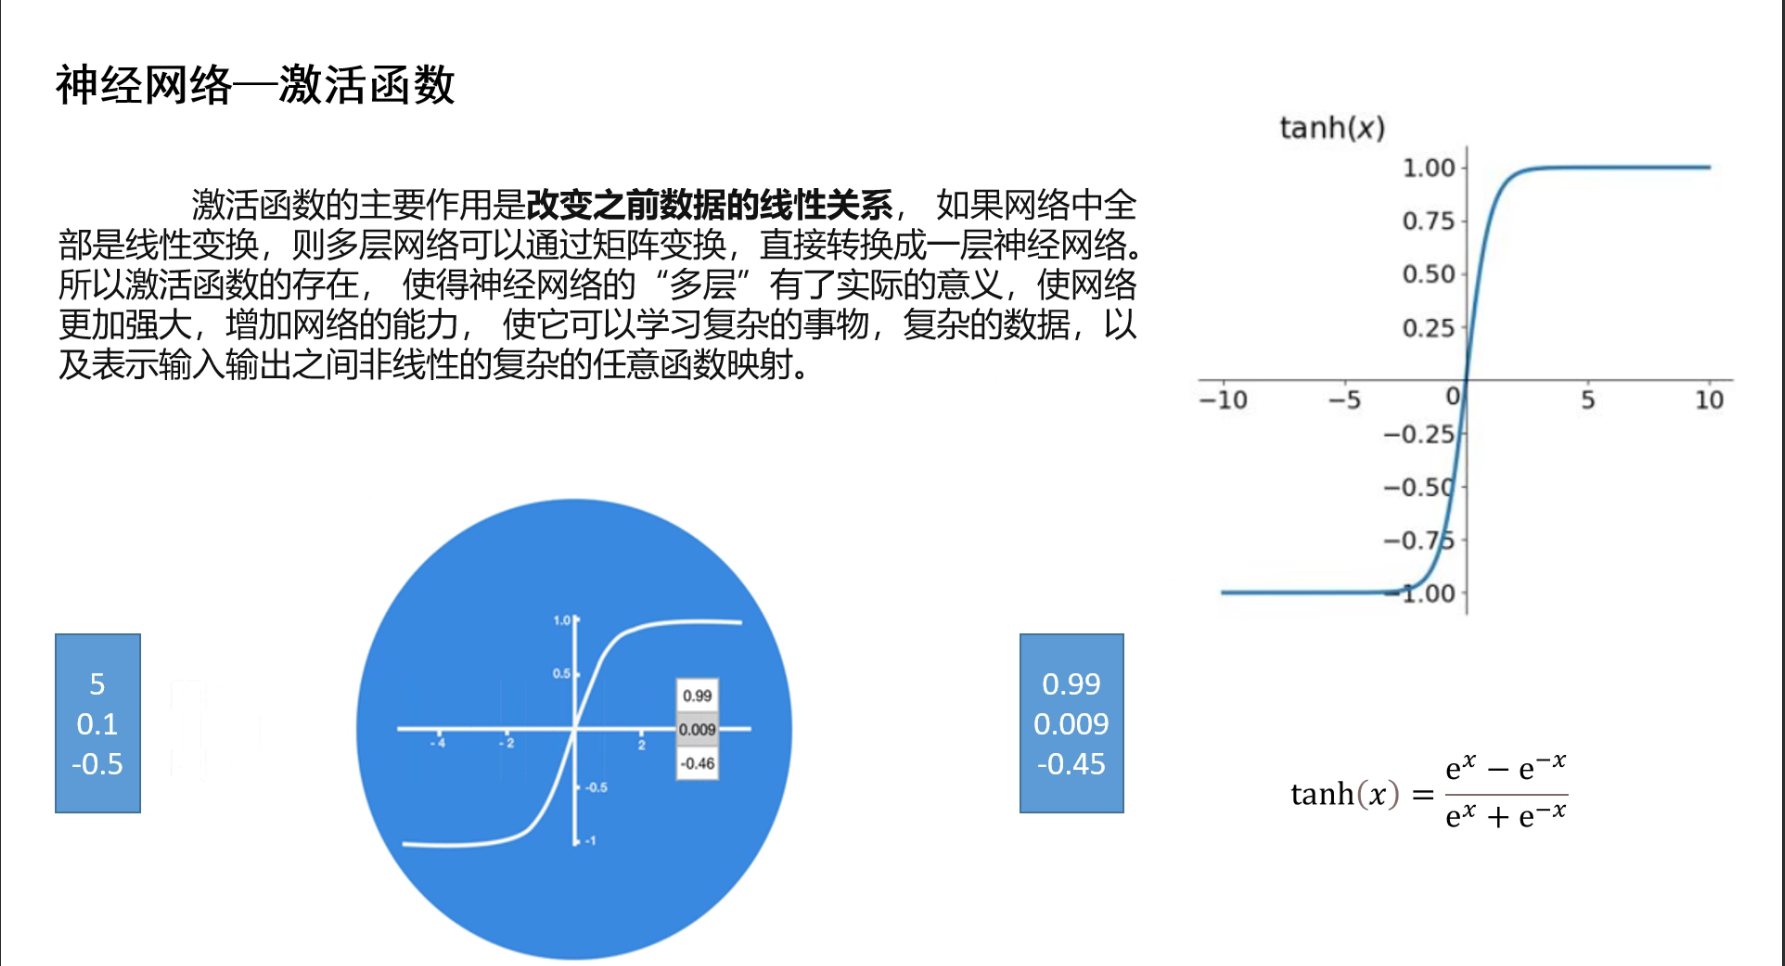 神经网络—激活函数
激活函数的主要作用是改变之前数据的线性关系， 如果网络中全
部是线性变换，则多层网络可以通过矩阵变换，直接转换成一层神经网络。
所以激活函数的存在， 使得神经网络的“多层”有了实际的意义，使网络
更加强大，增加网络的能力， 使它可以学习复杂的事物，复杂的数据，以
及表示输入输出之间非线性的复杂的任意函数映射。
tanh(x)
1.00
0.75
0.50
0.25
−10 −5 0 5 10
−0.25
−0.50
−0.75
−1.00
5
0.1
-0.5
1.0
0.5
-4 -2 2
-0.5
-1
0.99
0.009
-0.46
0.99
0.009
-0.45
tanh(x) = (e^x − e^−x) / (e^x + e^−x)